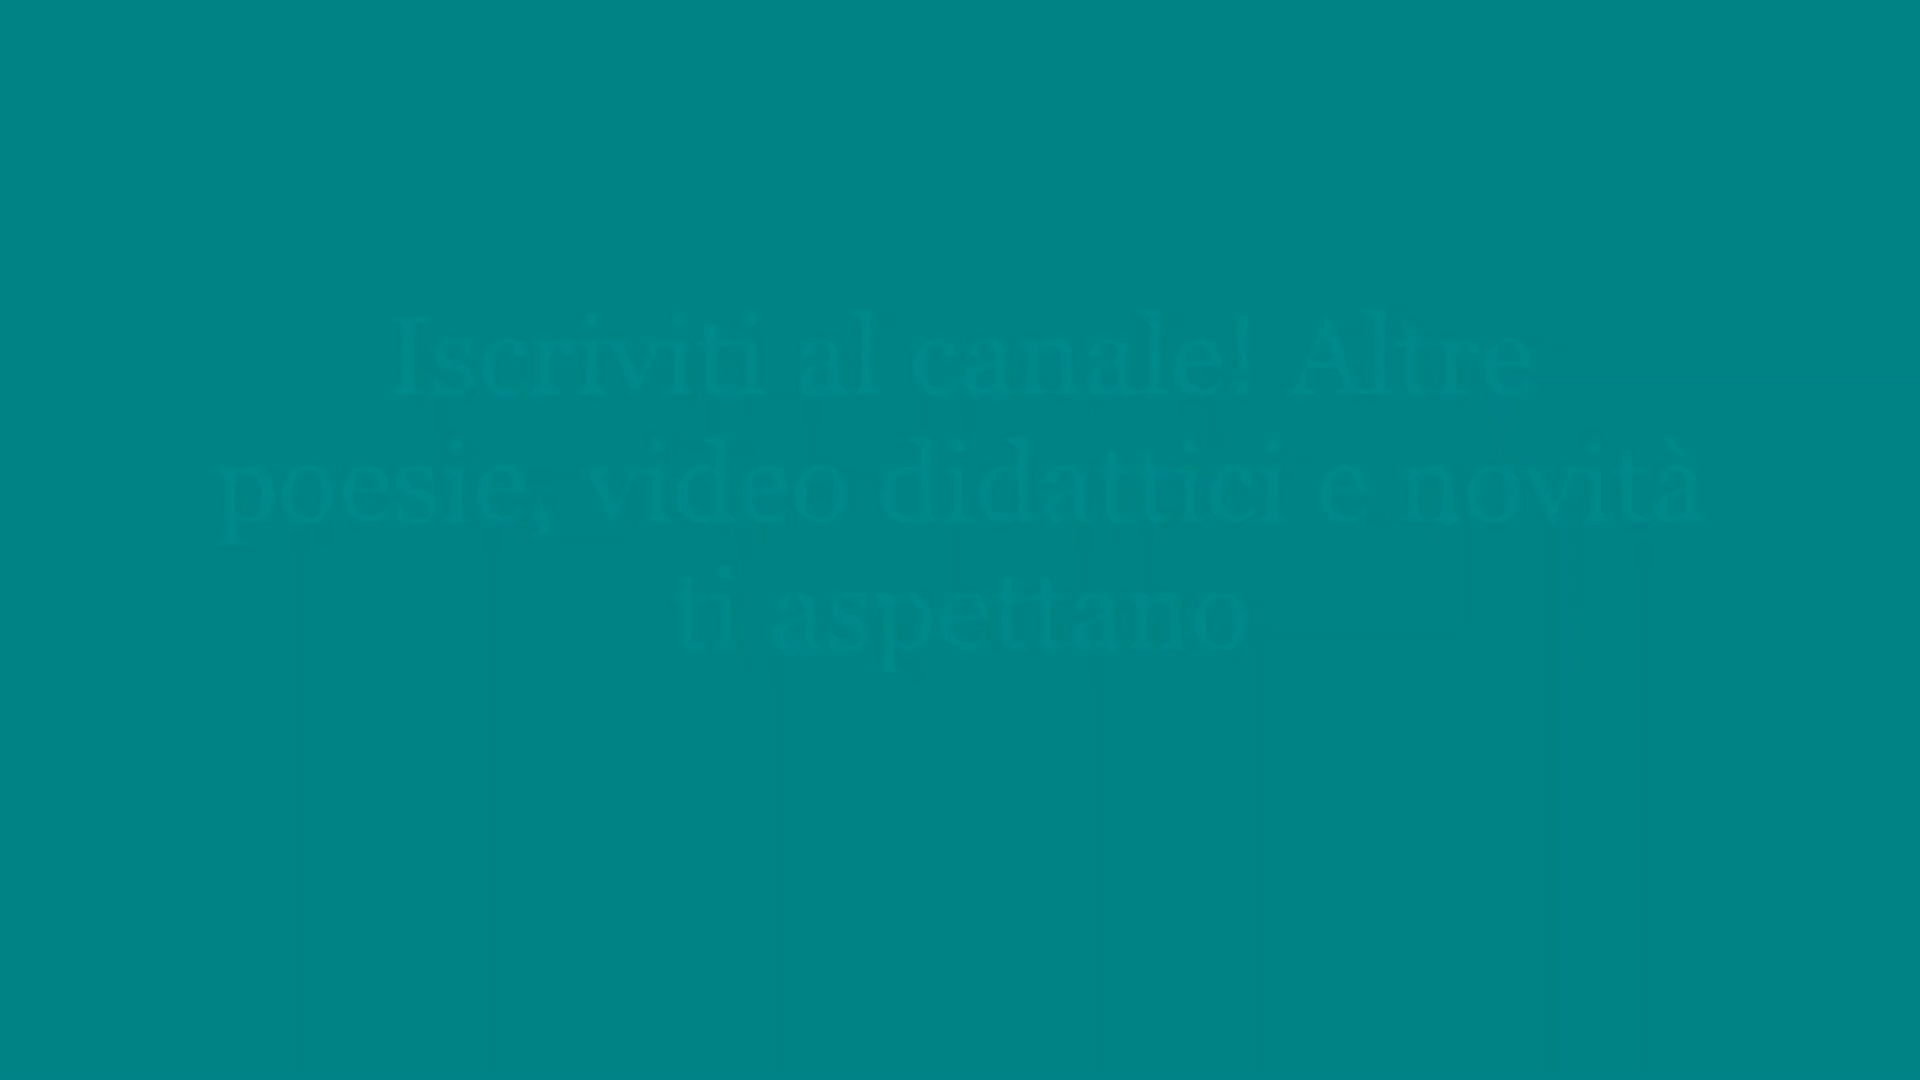 Iscriviti al canale! Altre
poesie, video didattici e novità
ti aspettano